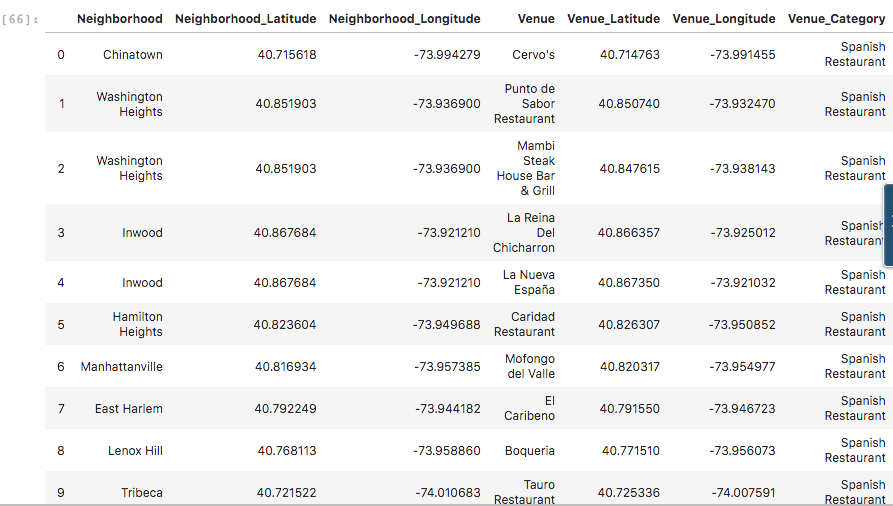 [66]:
Neighborhood Neighborhood_Latitude Neighborhood_Longitude Venue Venue_Latitude Venue_Longitude Venue_Category
0 Chinatown 40.715618 -73.994279 Cervo's 40.714763 -73.991455 Spanish Restaurant
1 Washington Heights 40.851903 -73.936900 Punto de Sabor Restaurant 40.850740 -73.932470 Spanish Restaurant
2 Washington Heights 40.851903 -73.936900 Mambi Steak House Bar & Grill 40.847615 -73.938143 Spanish Restaurant
3 Inwood 40.867684 -73.921210 La Reina Del Chicharron 40.866357 -73.925012 Spanish Restaurant
4 Inwood 40.867684 -73.921210 La Nueva España 40.867350 -73.921032 Spanish Restaurant
5 Hamilton Heights 40.823604 -73.949688 Caridad Restaurant 40.826307 -73.950852 Spanish Restaurant
6 Manhattanville 40.816934 -73.957385 Mofongo del Valle 40.820317 -73.954977 Spanish Restaurant
7 East Harlem 40.792249 -73.944182 El Caribeno 40.791550 -73.946723 Spanish Restaurant
8 Lenox Hill 40.768113 -73.958860 Boqueria 40.771510 -73.956073 Spanish Restaurant
9 Tribeca 40.721522 -74.010683 Tauro Restaurant 40.725336 -74.007591 Spanish Restaurant